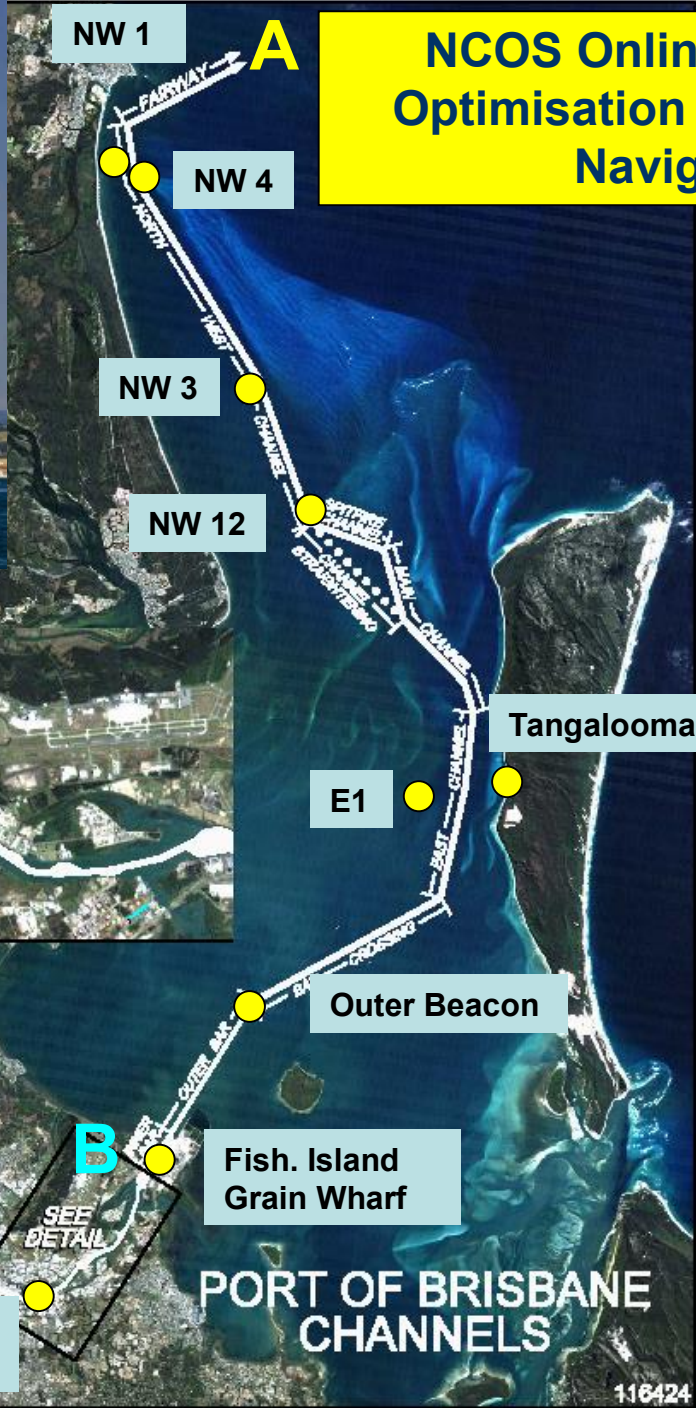 NW 1
A
FAIRWAY
NCOS Onlin
Optimisation
Navig
NW 4
NORTH
WEST
CHANNEL
NW 3
NW 12
SPITFIRE
CHANNEL
CHANNEL
STRAIGHTENING
MAIN
CHANNEL
Tangalooma
E1
EAST
CHANNEL
CROSSING
Outer Beacon
OUTER BAR
B
Fish. Island
Grain Wharf
SEE
DETAIL
PORT OF BRISBANE
CHANNELS
116424